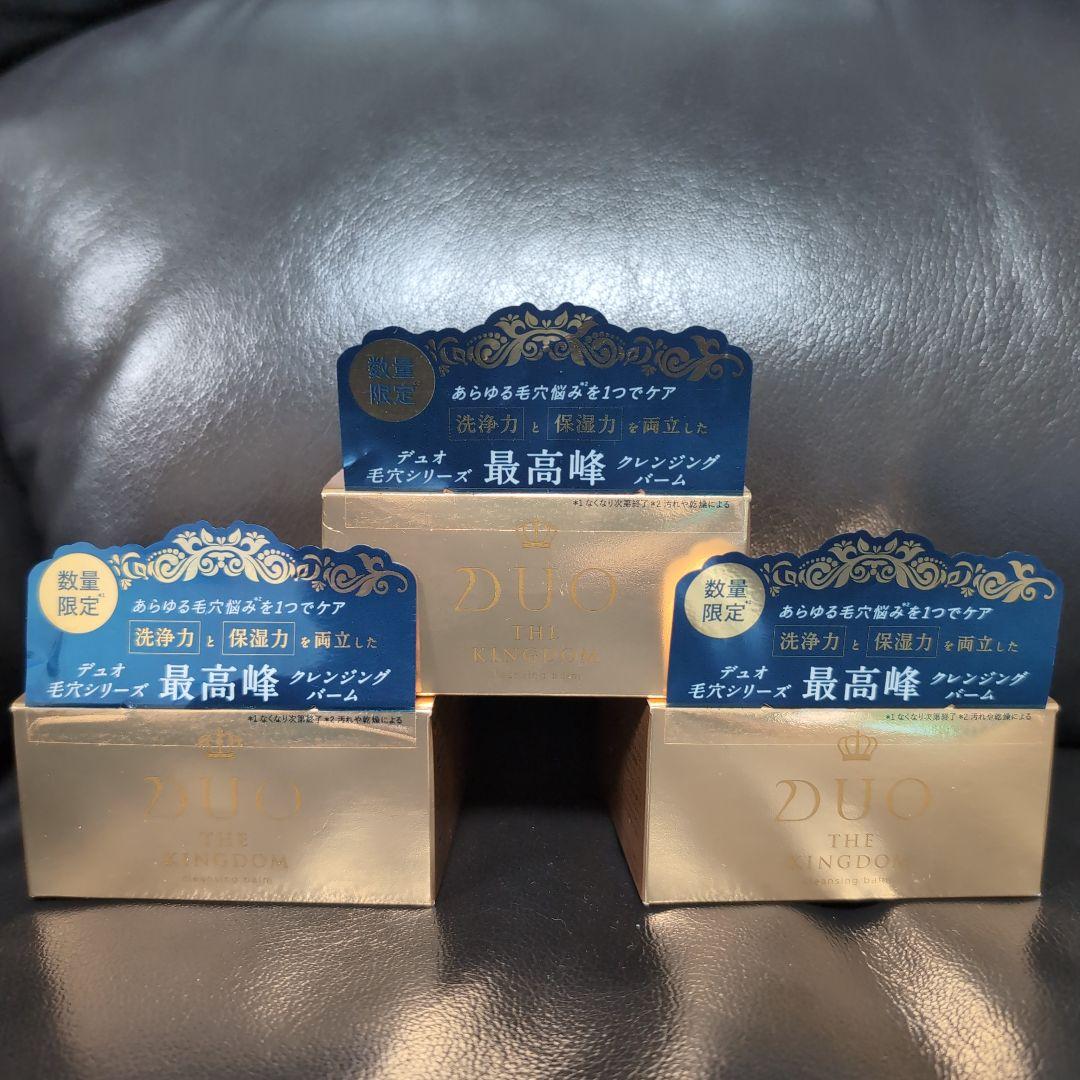 数量
限定*1
あらゆる毛穴悩み*2を1つでケア
洗浄力と保湿力を両立した
デュオ
毛穴シリーズ
最高峰
クレンジング
バーム
*1 なくなり次第終了 *2 汚れや乾燥による
DUO
THE
KINGDOM
cleansing balm
数量
限定*1
あらゆる毛穴悩み*2を1つでケア
洗浄力と保湿力を両立した
デュオ
毛穴シリーズ
最高峰
クレンジング
バーム
*1 なくなり次第終了 *2 汚れや乾燥による
DUO
THE
KINGDOM
cleansing balm
数量
限定*1
あらゆる毛穴悩み*2を1つでケア
洗浄力と保湿力を両立した
デュオ
毛穴シリーズ
最高峰
クレンジング
バーム
*1 なくなり次第終了 *2 汚れや乾燥による
DUO
THE
KINGDOM
cleansing balm